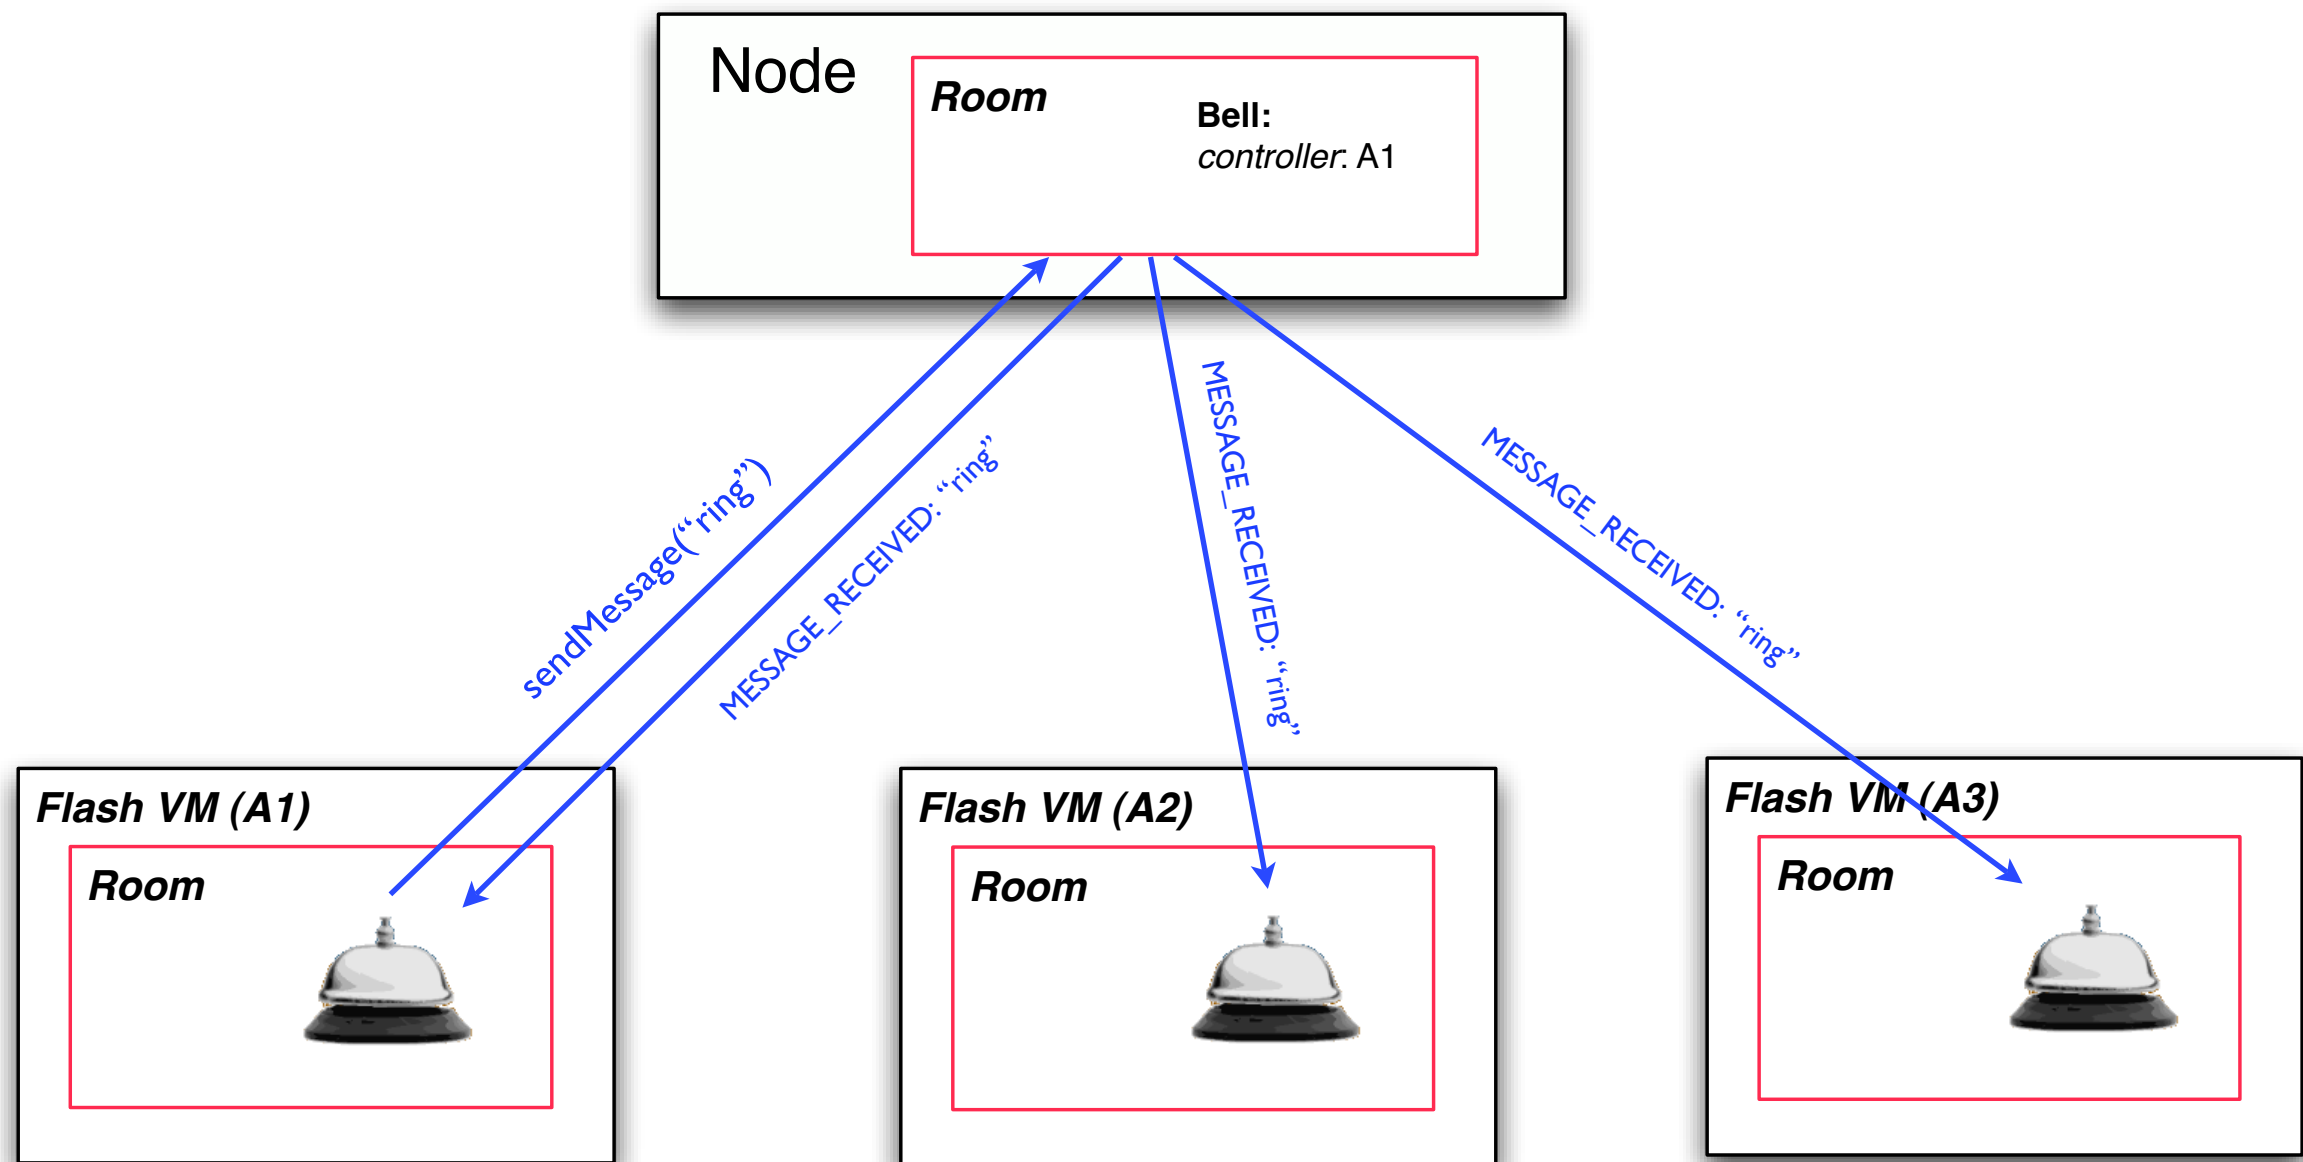 Node
Room
Bell:
controller: A1
sendMessage(“ring”)
MESSAGE_RECEIVED: “ring”
MESSAGE_RECEIVED: “ring”
MESSAGE_RECEIVED: “ring”
Flash VM (A1)
Room
Flash VM (A2)
Room
Flash VM (A3)
Room